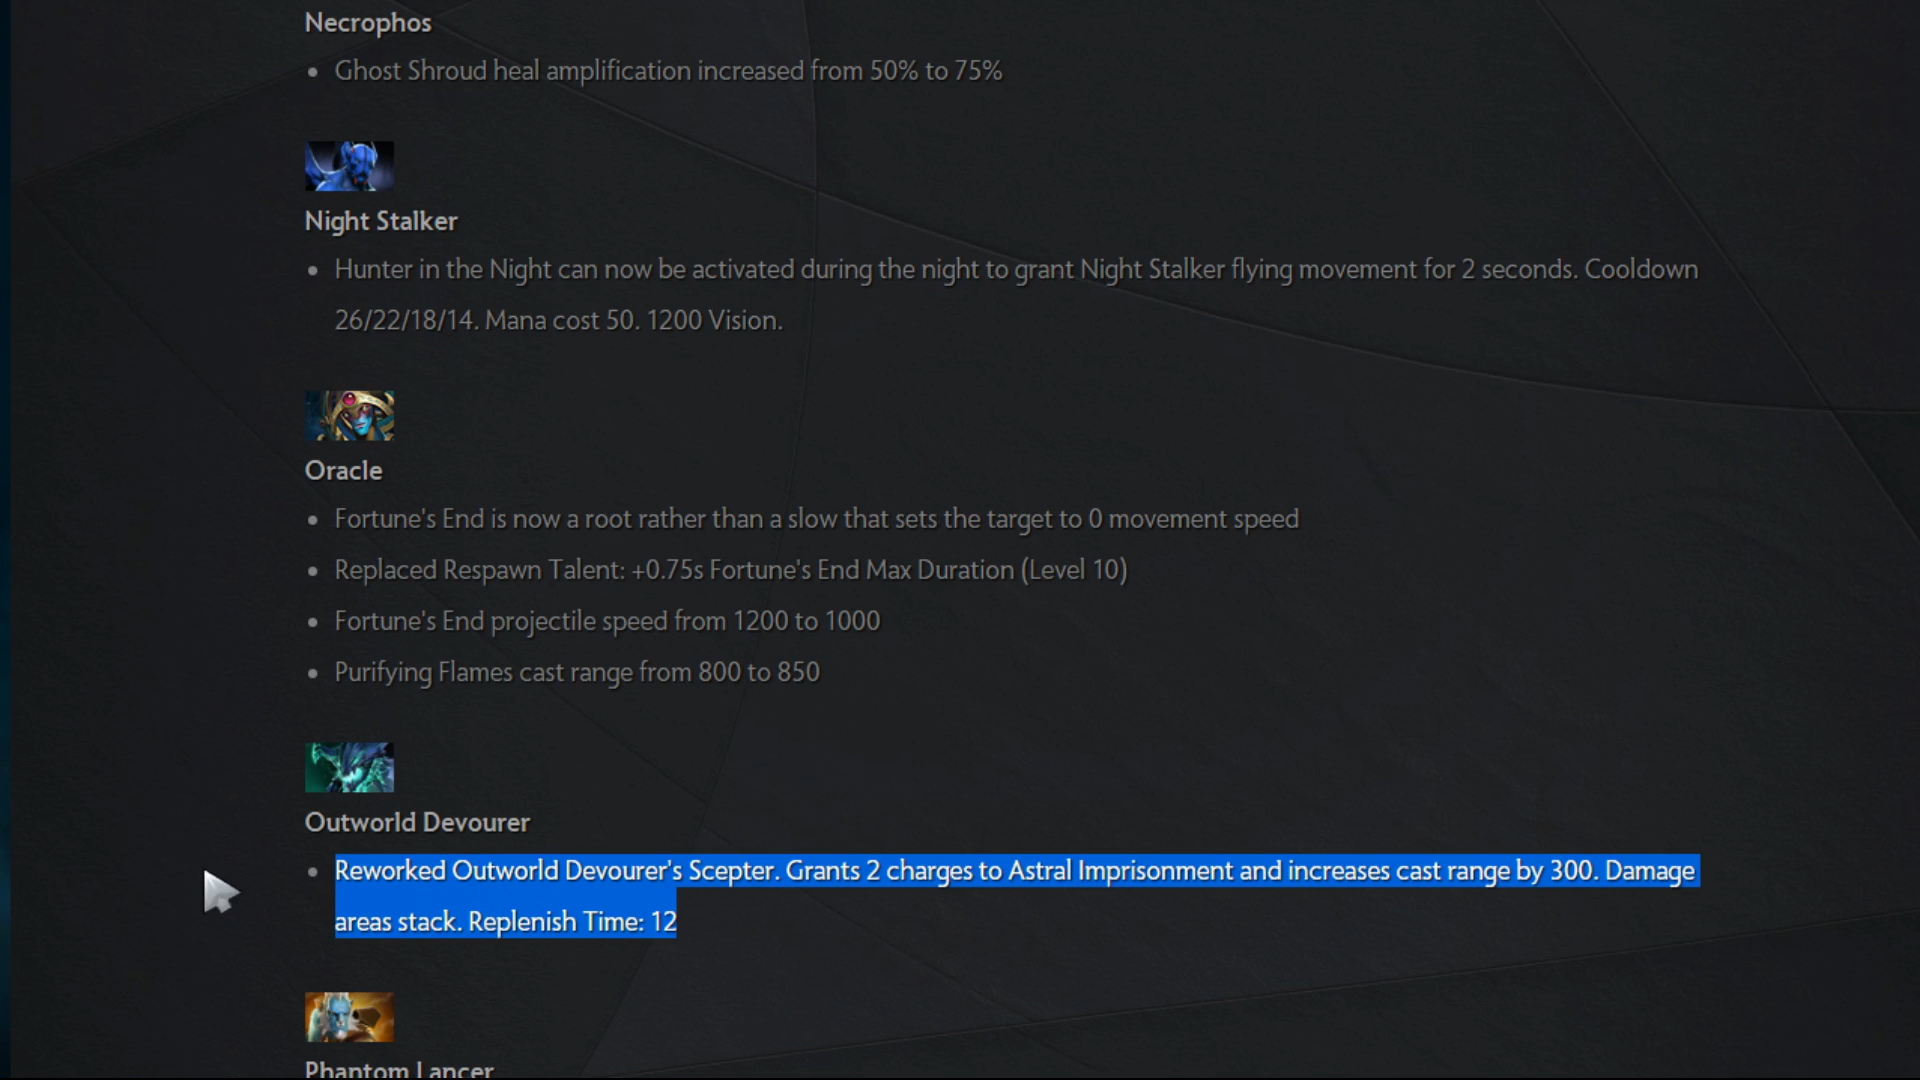 Necrophos
Ghost Shroud heal amplification increased from 50% to 75%
Night Stalker
Hunter in the Night can now be activated during the night to grant Night Stalker flying movement for 2 seconds. Cooldown
26/22/18/14. Mana cost 50. 1200 Vision.
Oracle
Fortune's End is now a root rather than a slow that sets the target to 0 movement speed
Replaced Respawn Talent: +0.75s Fortune's End Max Duration (Level 10)
Fortune's End projectile speed from 1200 to 1000
Purifying Flames cast range from 800 to 850
Outworld Devourer
Reworked Outworld Devourer's Scepter. Grants 2 charges to Astral Imprisonment and increases cast range by 300. Damage
areas stack. Replenish Time: 12
Phantom Lancer